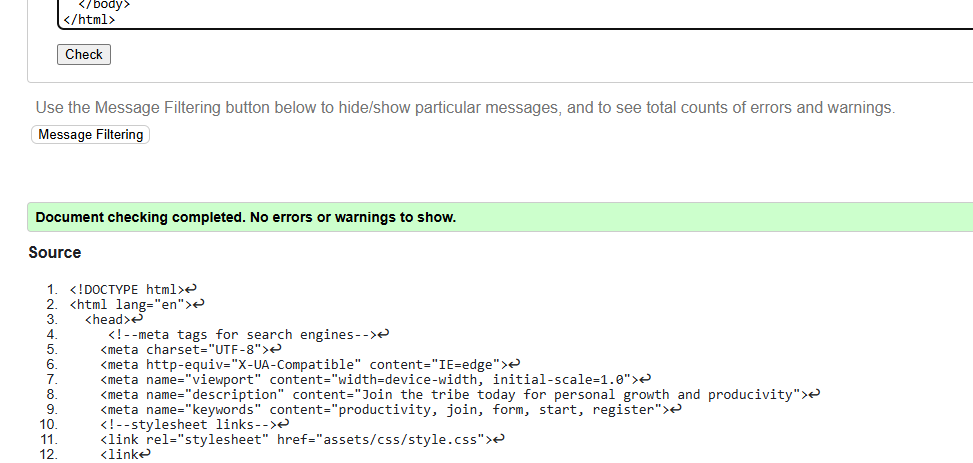 </body>
</html>
Check
Use the Message Filtering button below to hide/show particular messages, and to see total counts of errors and warnings.
Message Filtering
Document checking completed. No errors or warnings to show.
Source
1. <!DOCTYPE html>↩
2. <html lang="en">↩
3. <head>↩
4. <!--meta tags for search engines-->↩
5. <meta charset="UTF-8">↩
6. <meta http-equiv="X-UA-Compatible" content="IE=edge">↩
7. <meta name="viewport" content="width=device-width, initial-scale=1.0">↩
8. <meta name="description" content="Join the tribe today for personal growth and producivity">↩
9. <meta name="keywords" content="productivity, join, form, start, register">↩
10. <!--stylesheet links-->↩
11. <link rel="stylesheet" href="assets/css/style.css">↩
12. <link↩